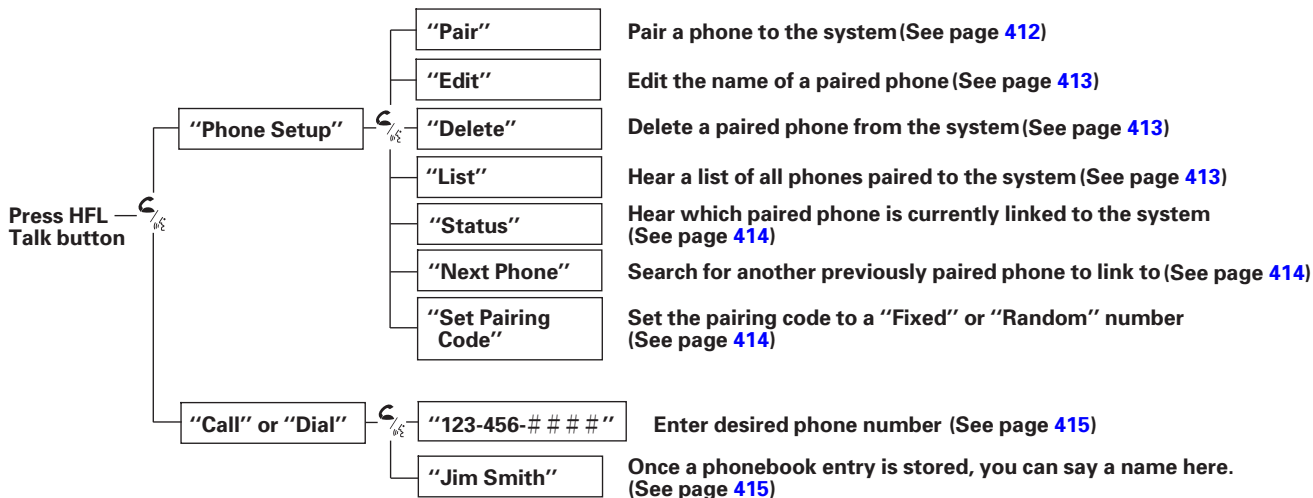 "Pair" Pair a phone to the system (See page 412)
"Edit" Edit the name of a paired phone (See page 413)
"Phone Setup" "Delete" Delete a paired phone from the system (See page 413)
"List" Hear a list of all phones paired to the system (See page 413)
Press HFL
Talk button
"Status" Hear which paired phone is currently linked to the system
(See page 414)
"Next Phone" Search for another previously paired phone to link to (See page 414)
"Set Pairing
Code"
Set the pairing code to a "Fixed" or "Random" number
(See page 414)
"Call" or "Dial" "123-456-####" Enter desired phone number (See page 415)
"Jim Smith" Once a phonebook entry is stored, you can say a name here.
(See page 415)